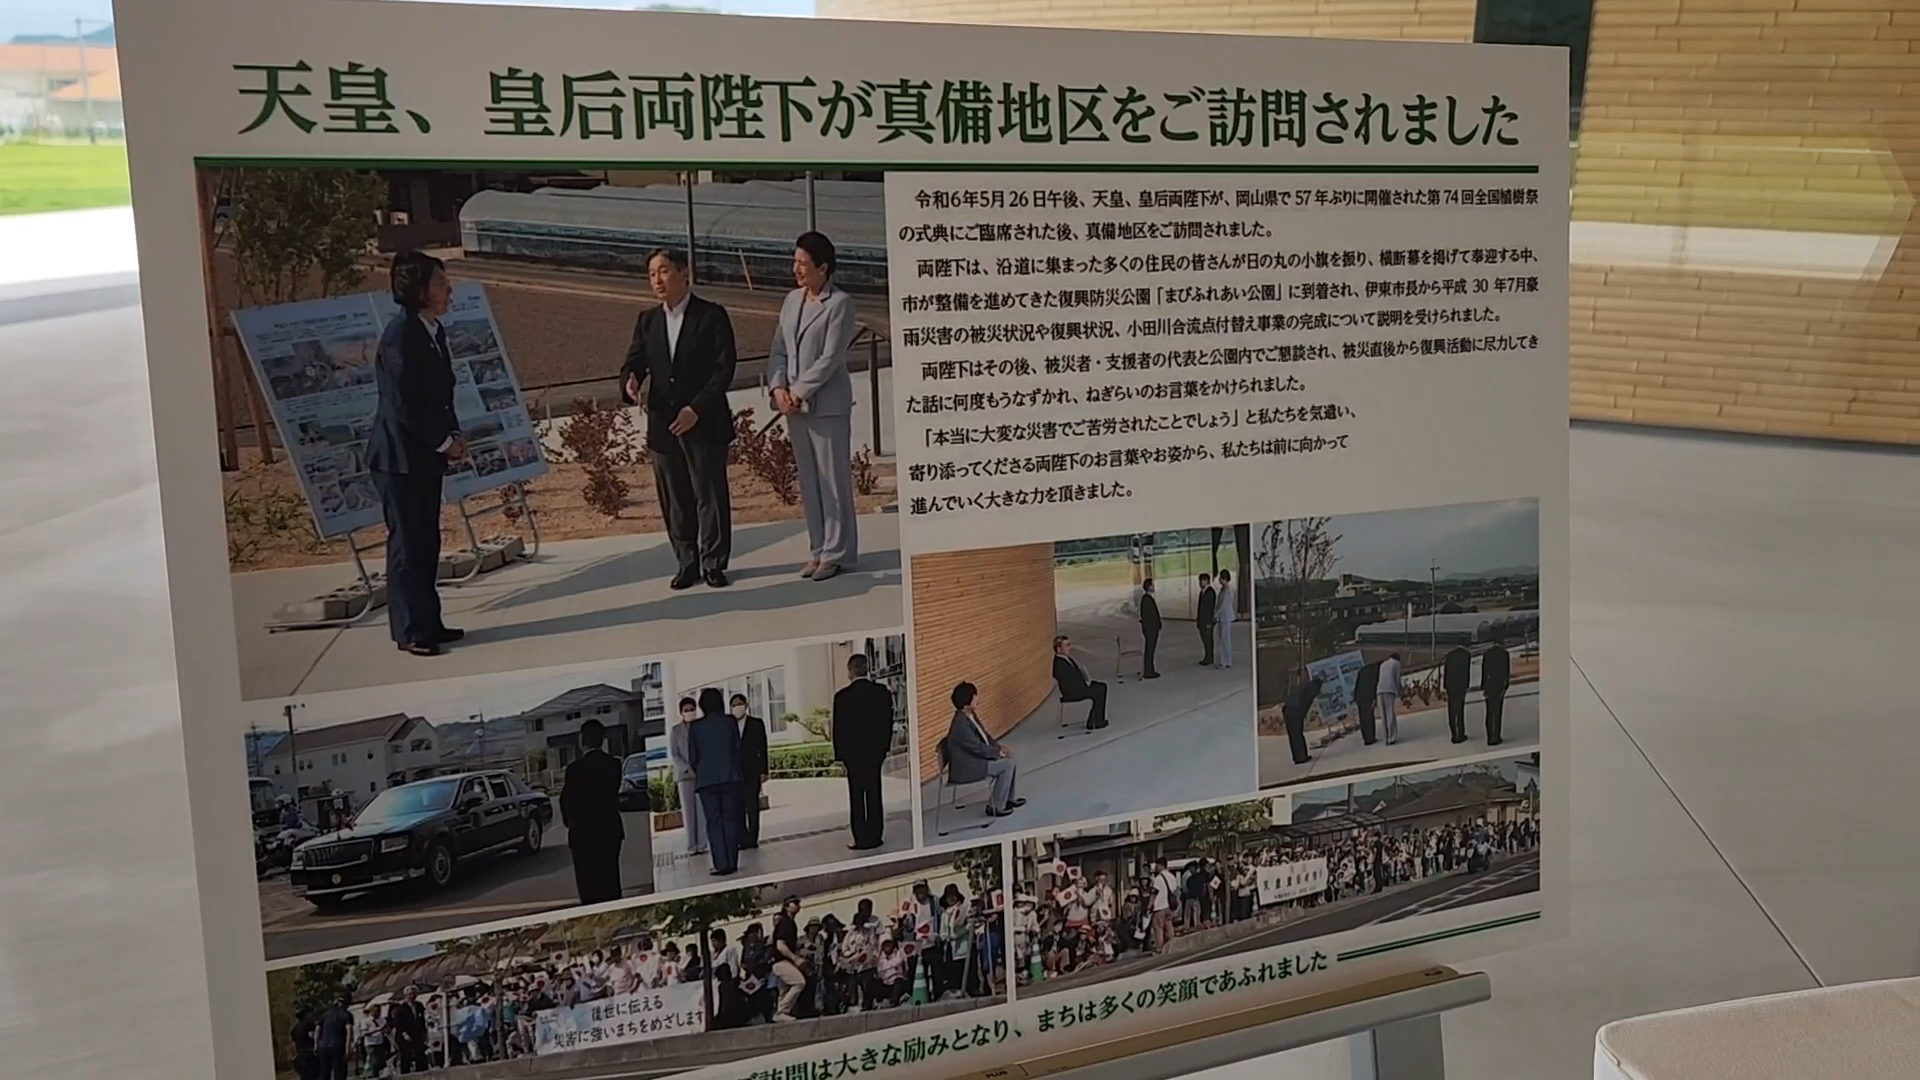 天皇、皇后両陛下が真備地区をご訪問されました
令和6年5月26日午後、天皇、皇后両陛下が、岡山県で57年ぶりに開催された第74回全国植樹祭
の式典にご臨席された後、真備地区をご訪問されました。
両陛下は、沿道に集まった多くの住民の皆さんが日の丸の小旗を振り、横断幕を掲げて奉迎する中、
市が整備を進めてきた復興防災公園「まびふれあい公園」に到着され、伊東市長から平成30年7月豪
雨災害の被災状況や復興状況、小田川合流点付替え事業の完成について説明を受けられました。
両陛下はその後、被災者・支援者の代表と公園内でご懇談され、被災直後から復興活動に尽力してき
た話に何度もうなずかれ、ねぎらいのお言葉をかけられました。
「本当に大変な災害でご苦労されたことでしょう」と私たちを気遣い、
寄り添ってくださる両陛下のお言葉やお姿から、私たちは前に向かって
進んでいく大きな力を頂きました。
後世に伝える
災害に強いまちをめざします
ご訪問は大きな励みとなり、まちは多くの笑顔であふれました
PLUS